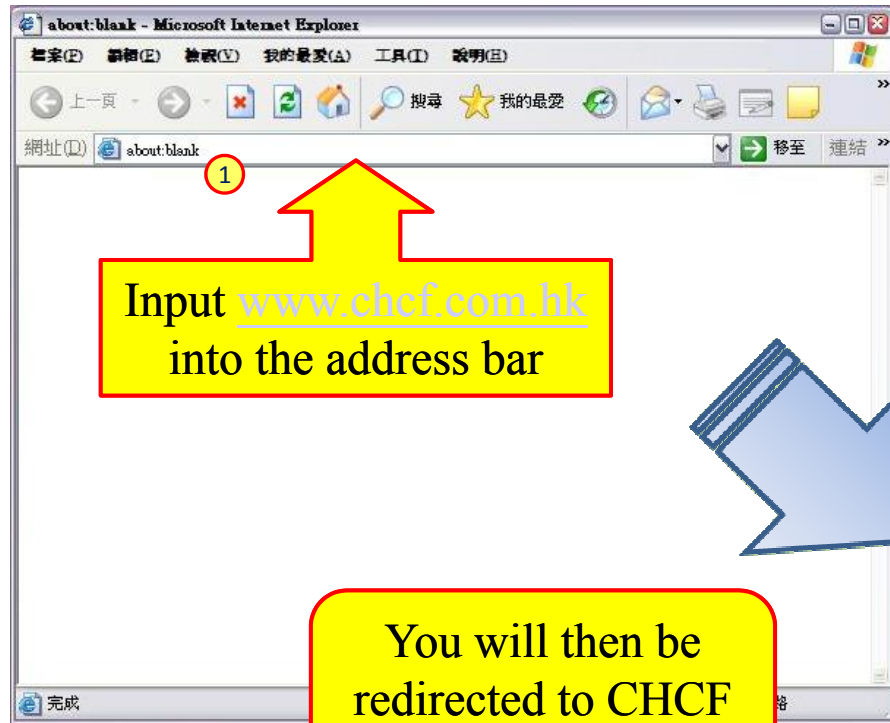 about:blank - Microsoft Internet Explorer
檔案(F) 編輯(E) 檢視(V) 我的最愛(A) 工具(T) 說明(H)
上一頁 搜尋 我的最愛 »
網址(D) about:blank 移至 連結 »
1
Input www.chcf.com.hk
into the address bar
You will then be
redirected to CHCF
完成